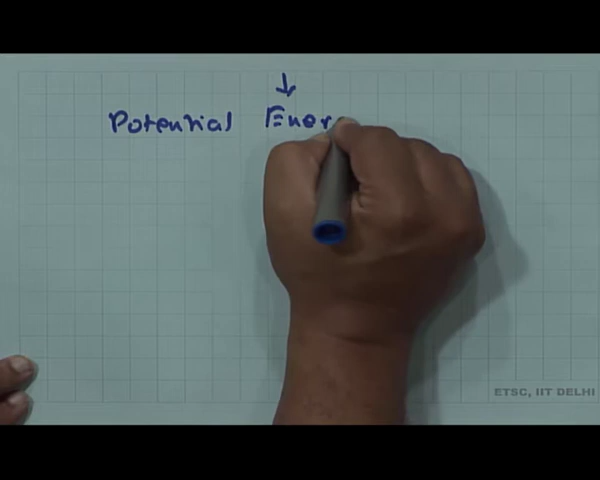 ↓
Potential Ener
ETSC, IIT DELHI